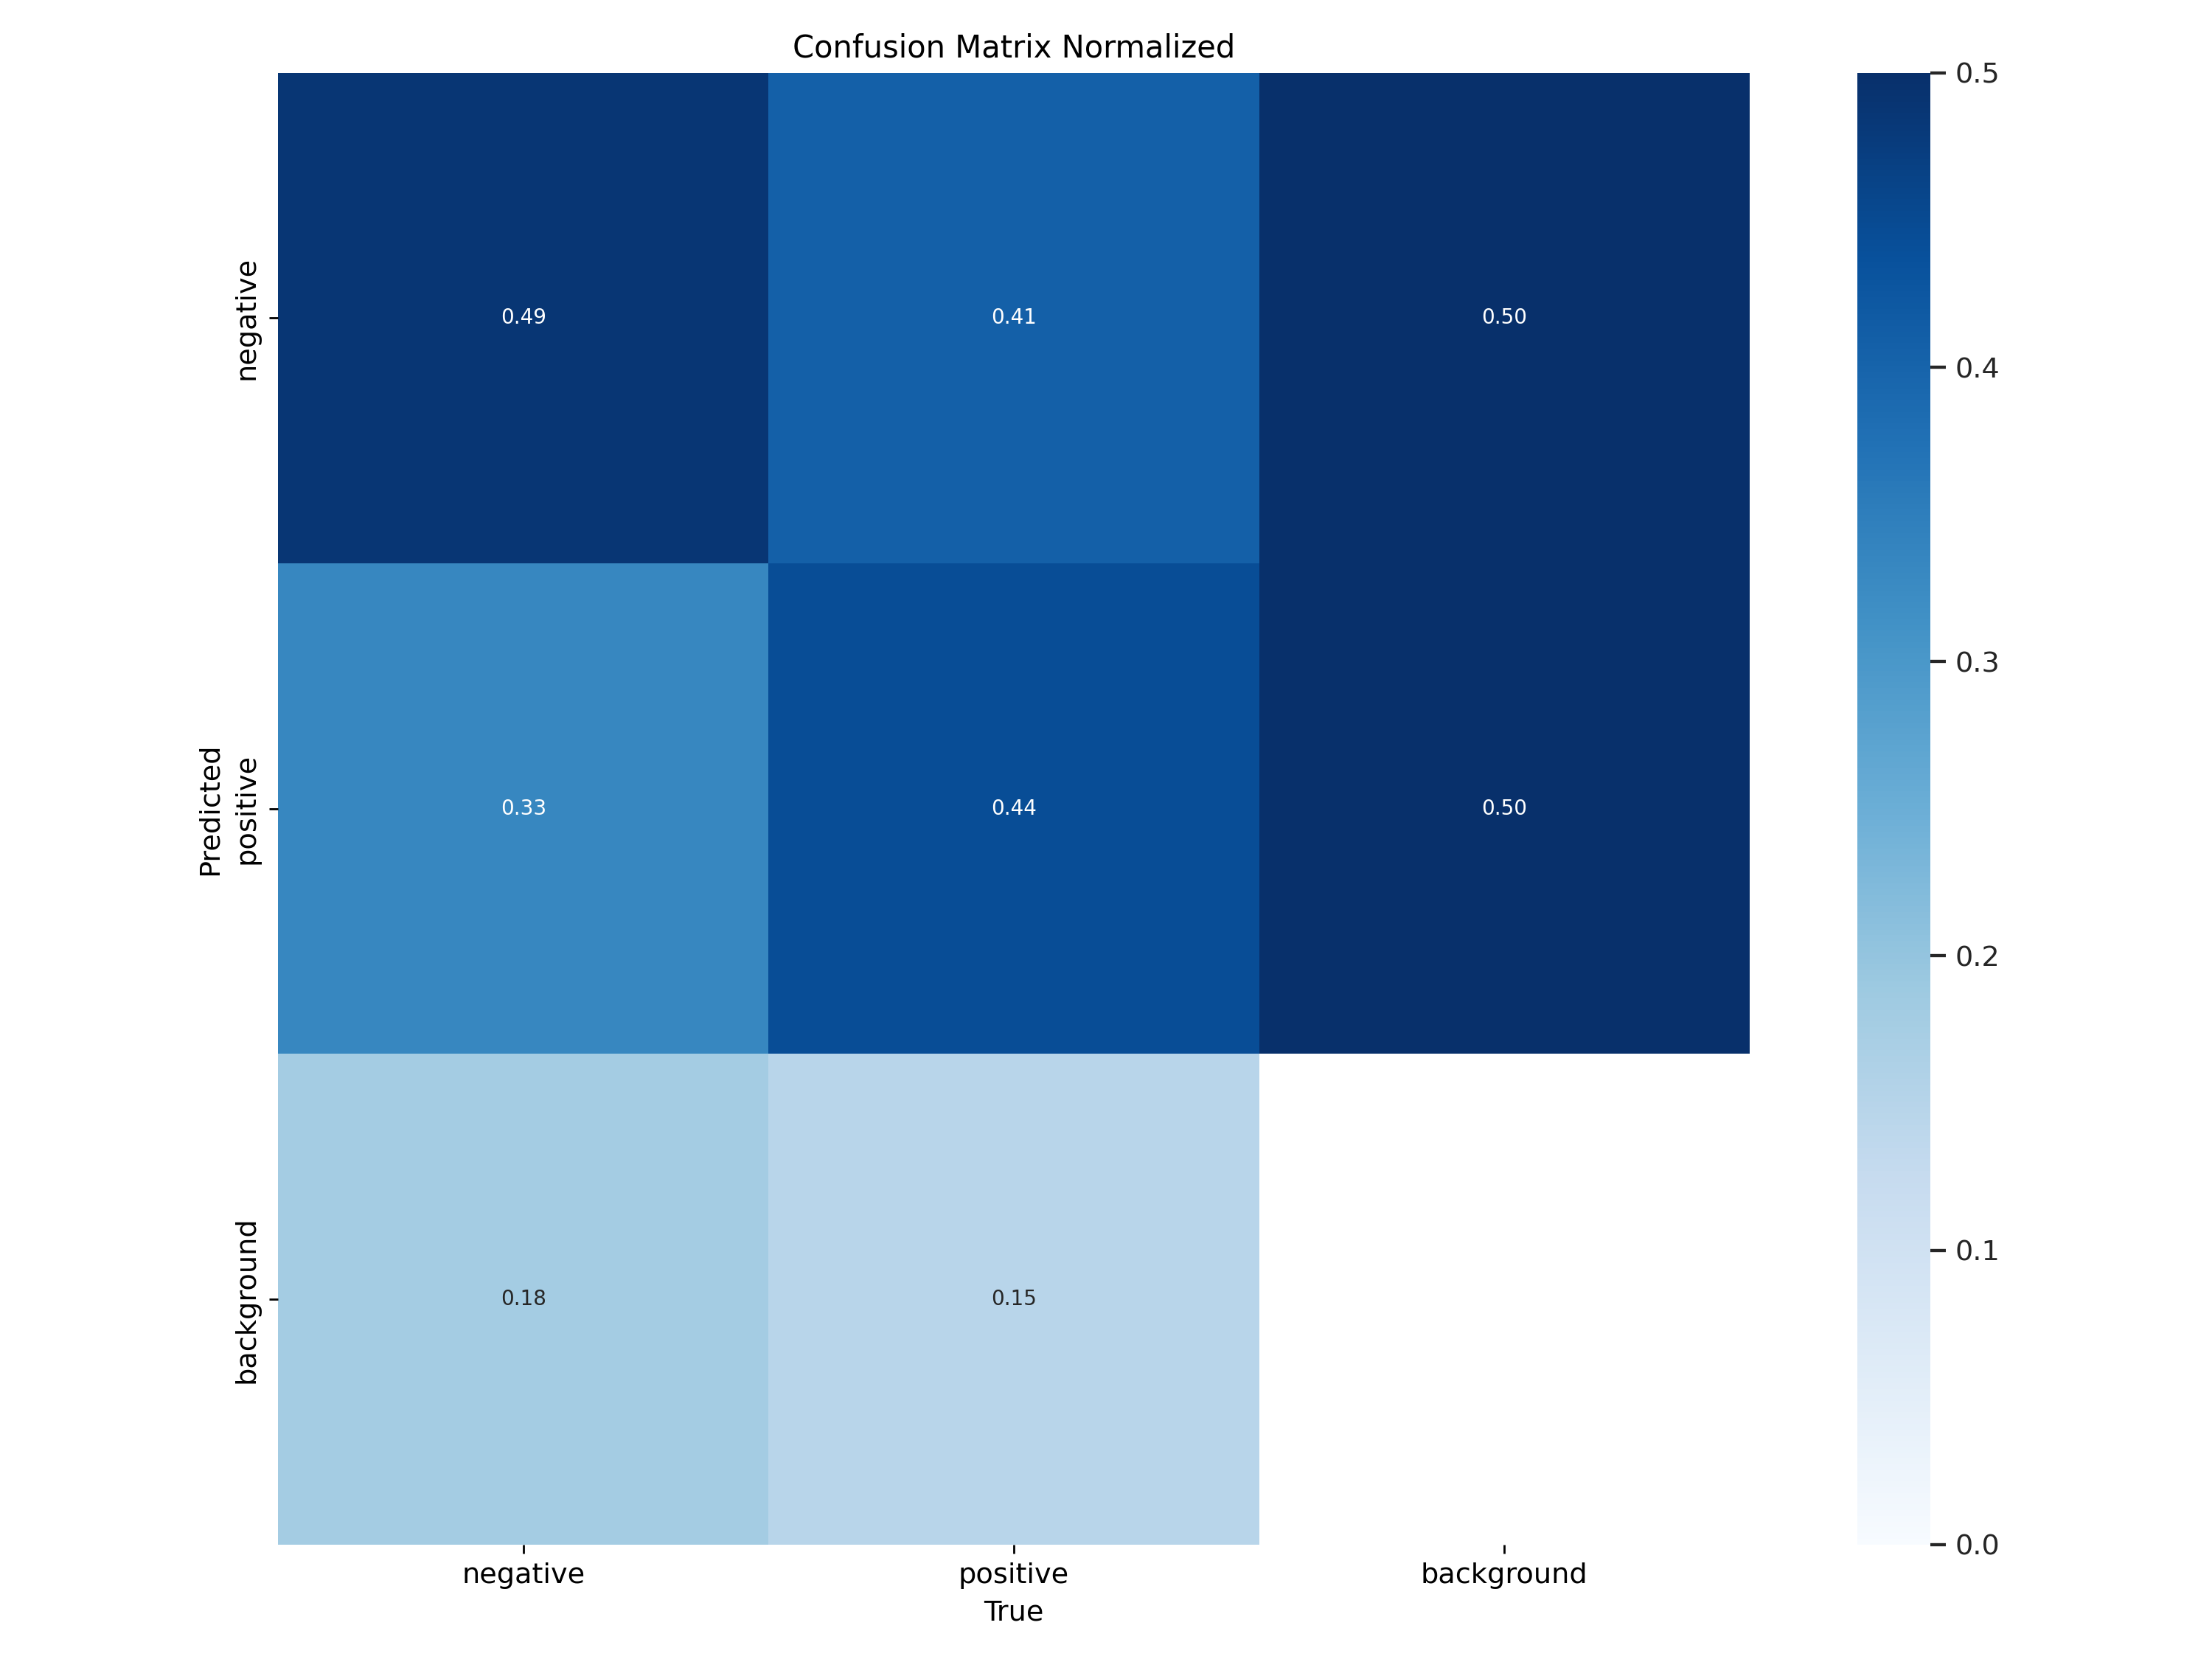 Confusion Matrix Normalized
0.5
negative
0.49
0.41
0.50
0.4
0.3
Predicted
positive
0.33
0.44
0.50
0.2
background
0.18
0.15
0.1
0.0
negative
positive
background
True